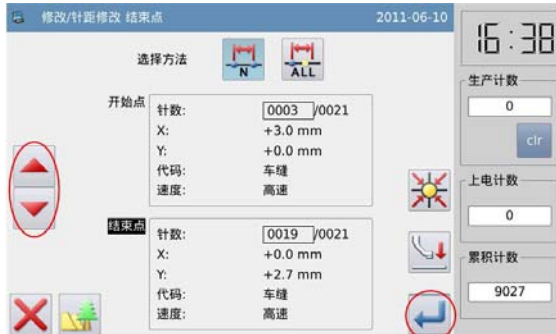 修改/针距修改 结束点 2011-06-10
16:38
选择方法
N
ALL
开始点
针数: 0003 /0021
X: +3.0 mm
Y: +0.0 mm
代码: 车缝
速度: 高速
结束点
针数: 0019 /0021
X: +0.0 mm
Y: +2.7 mm
代码: 车缝
速度: 高速
生产计数
0
clr
上电计数
0
累积计数
9027